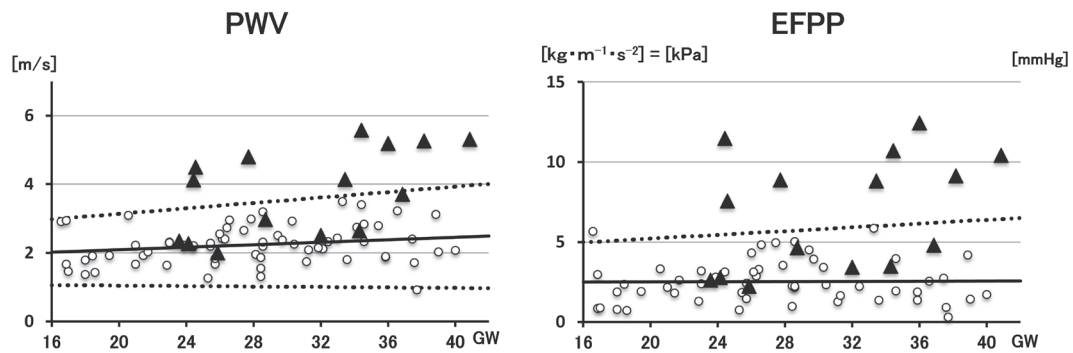 PWV
EFPP
[m/s]
[kg・m⁻¹・s⁻²] = [kPa]
[mmHg]
6
4
2
0
16 20 24 28 32 36 40 GW
15
10
5
0
16 20 24 28 32 36 40 GW